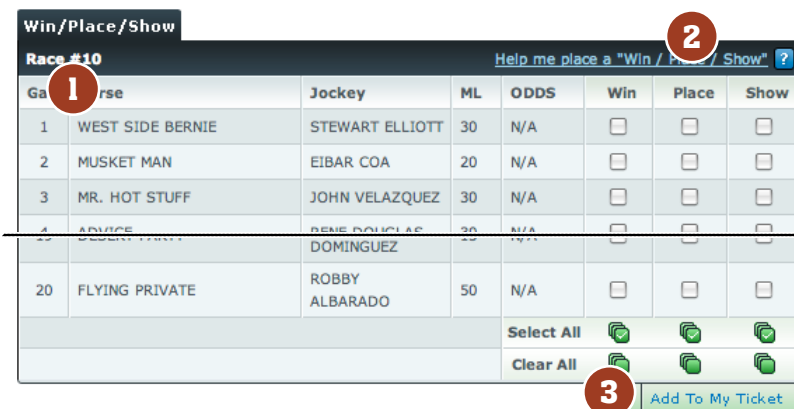 Win/Place/Show
2
Race #10 Help me place a "Win / Place / Show" ?
1
Jockey ML ODDS Win Place Show
1 WEST SIDE BERNIE STEWART ELLIOTT 30 N/A
2 MUSKET MAN EIBAR COA 20 N/A
3 MR. HOT STUFF JOHN VELAZQUEZ 30 N/A
DOMINGUEZ
20 FLYING PRIVATE ROBBY ALBARADO 50 N/A
Select All
Clear All
3
Add To My Ticket